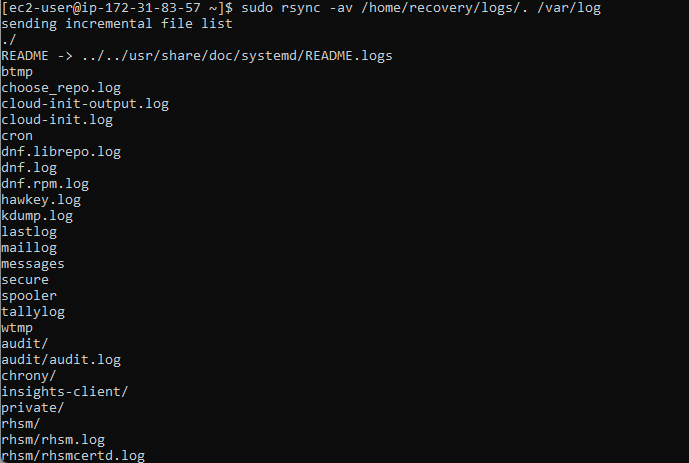 [ec2-user@ip-172-31-83-57 ~]$ sudo rsync -av /home/recovery/logs/. /var/log
sending incremental file list
./
README -> ../../usr/share/doc/systemd/README.logs
btmp
choose_repo.log
cloud-init-output.log
cloud-init.log
cron
dnf.librepo.log
dnf.log
dnf.rpm.log
hawkey.log
kdump.log
lastlog
maillog
messages
secure
spooler
tallylog
wtmp
audit/
audit/audit.log
chrony/
insights-client/
private/
rhsm/
rhsm/rhsm.log
rhsm/rhsmcertd.log